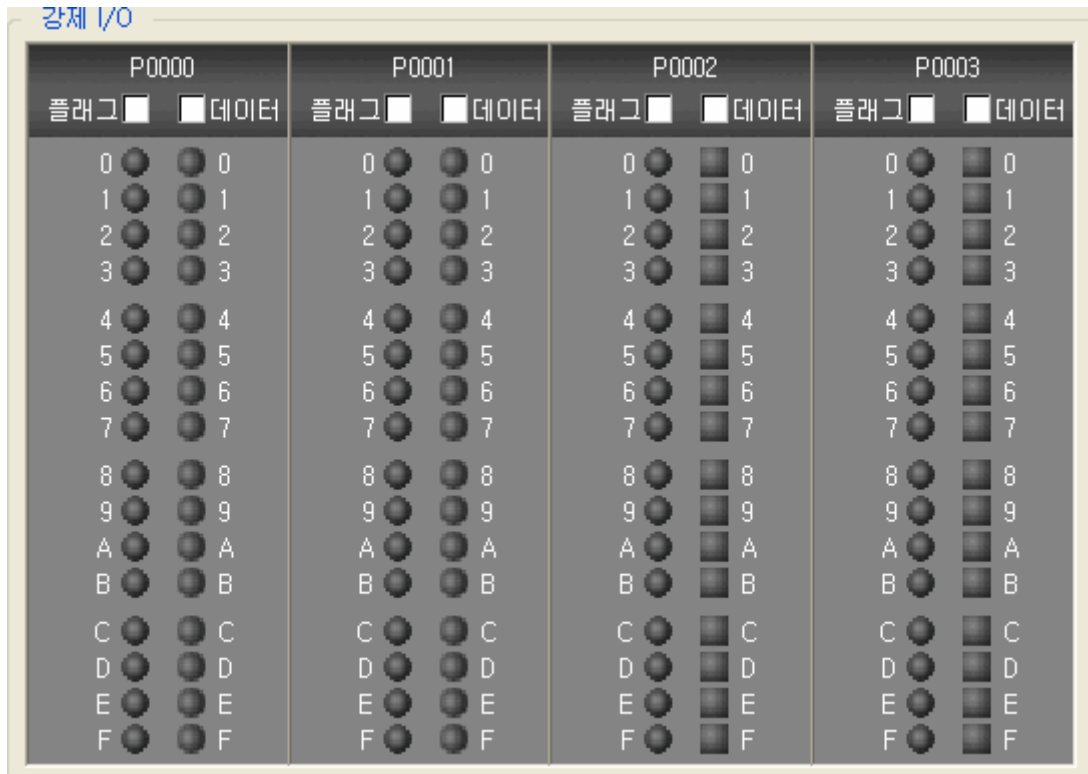 강제 I/O
P0000 P0001 P0002 P0003
플래그 데이터 플래그 데이터 플래그 데이터 플래그 데이터
0 0 0 0 0 0 0 0
1 1 1 1 1 1 1 1
2 2 2 2 2 2 2 2
3 3 3 3 3 3 3 3
4 4 4 4 4 4 4 4
5 5 5 5 5 5 5 5
6 6 6 6 6 6 6 6
7 7 7 7 7 7 7 7
8 8 8 8 8 8 8 8
9 9 9 9 9 9 9 9
A A A A A A A A
B B B B B B B B
C C C C C C C C
D D D D D D D D
E E E E E E E E
F F F F F F F F